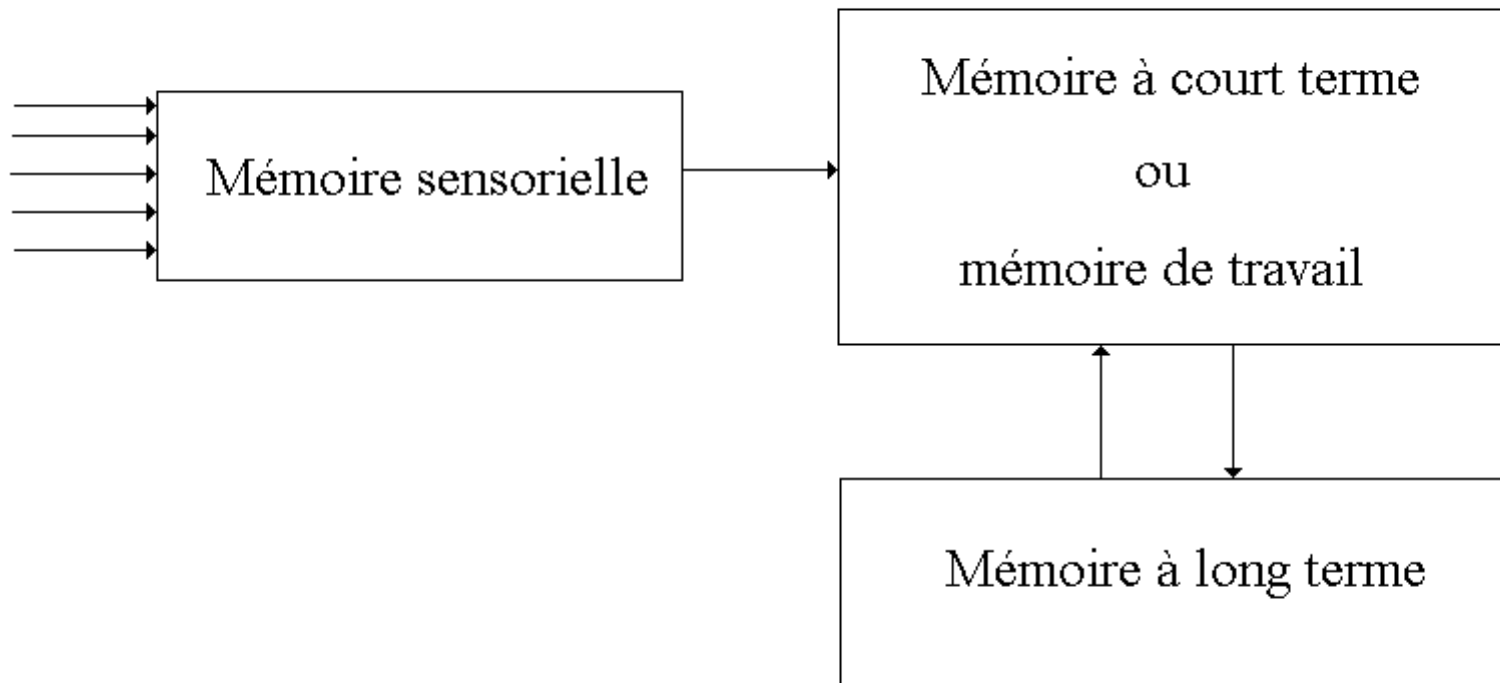 Mémoire sensorielle
Mémoire à court terme
ou
mémoire de travail
Mémoire à long terme